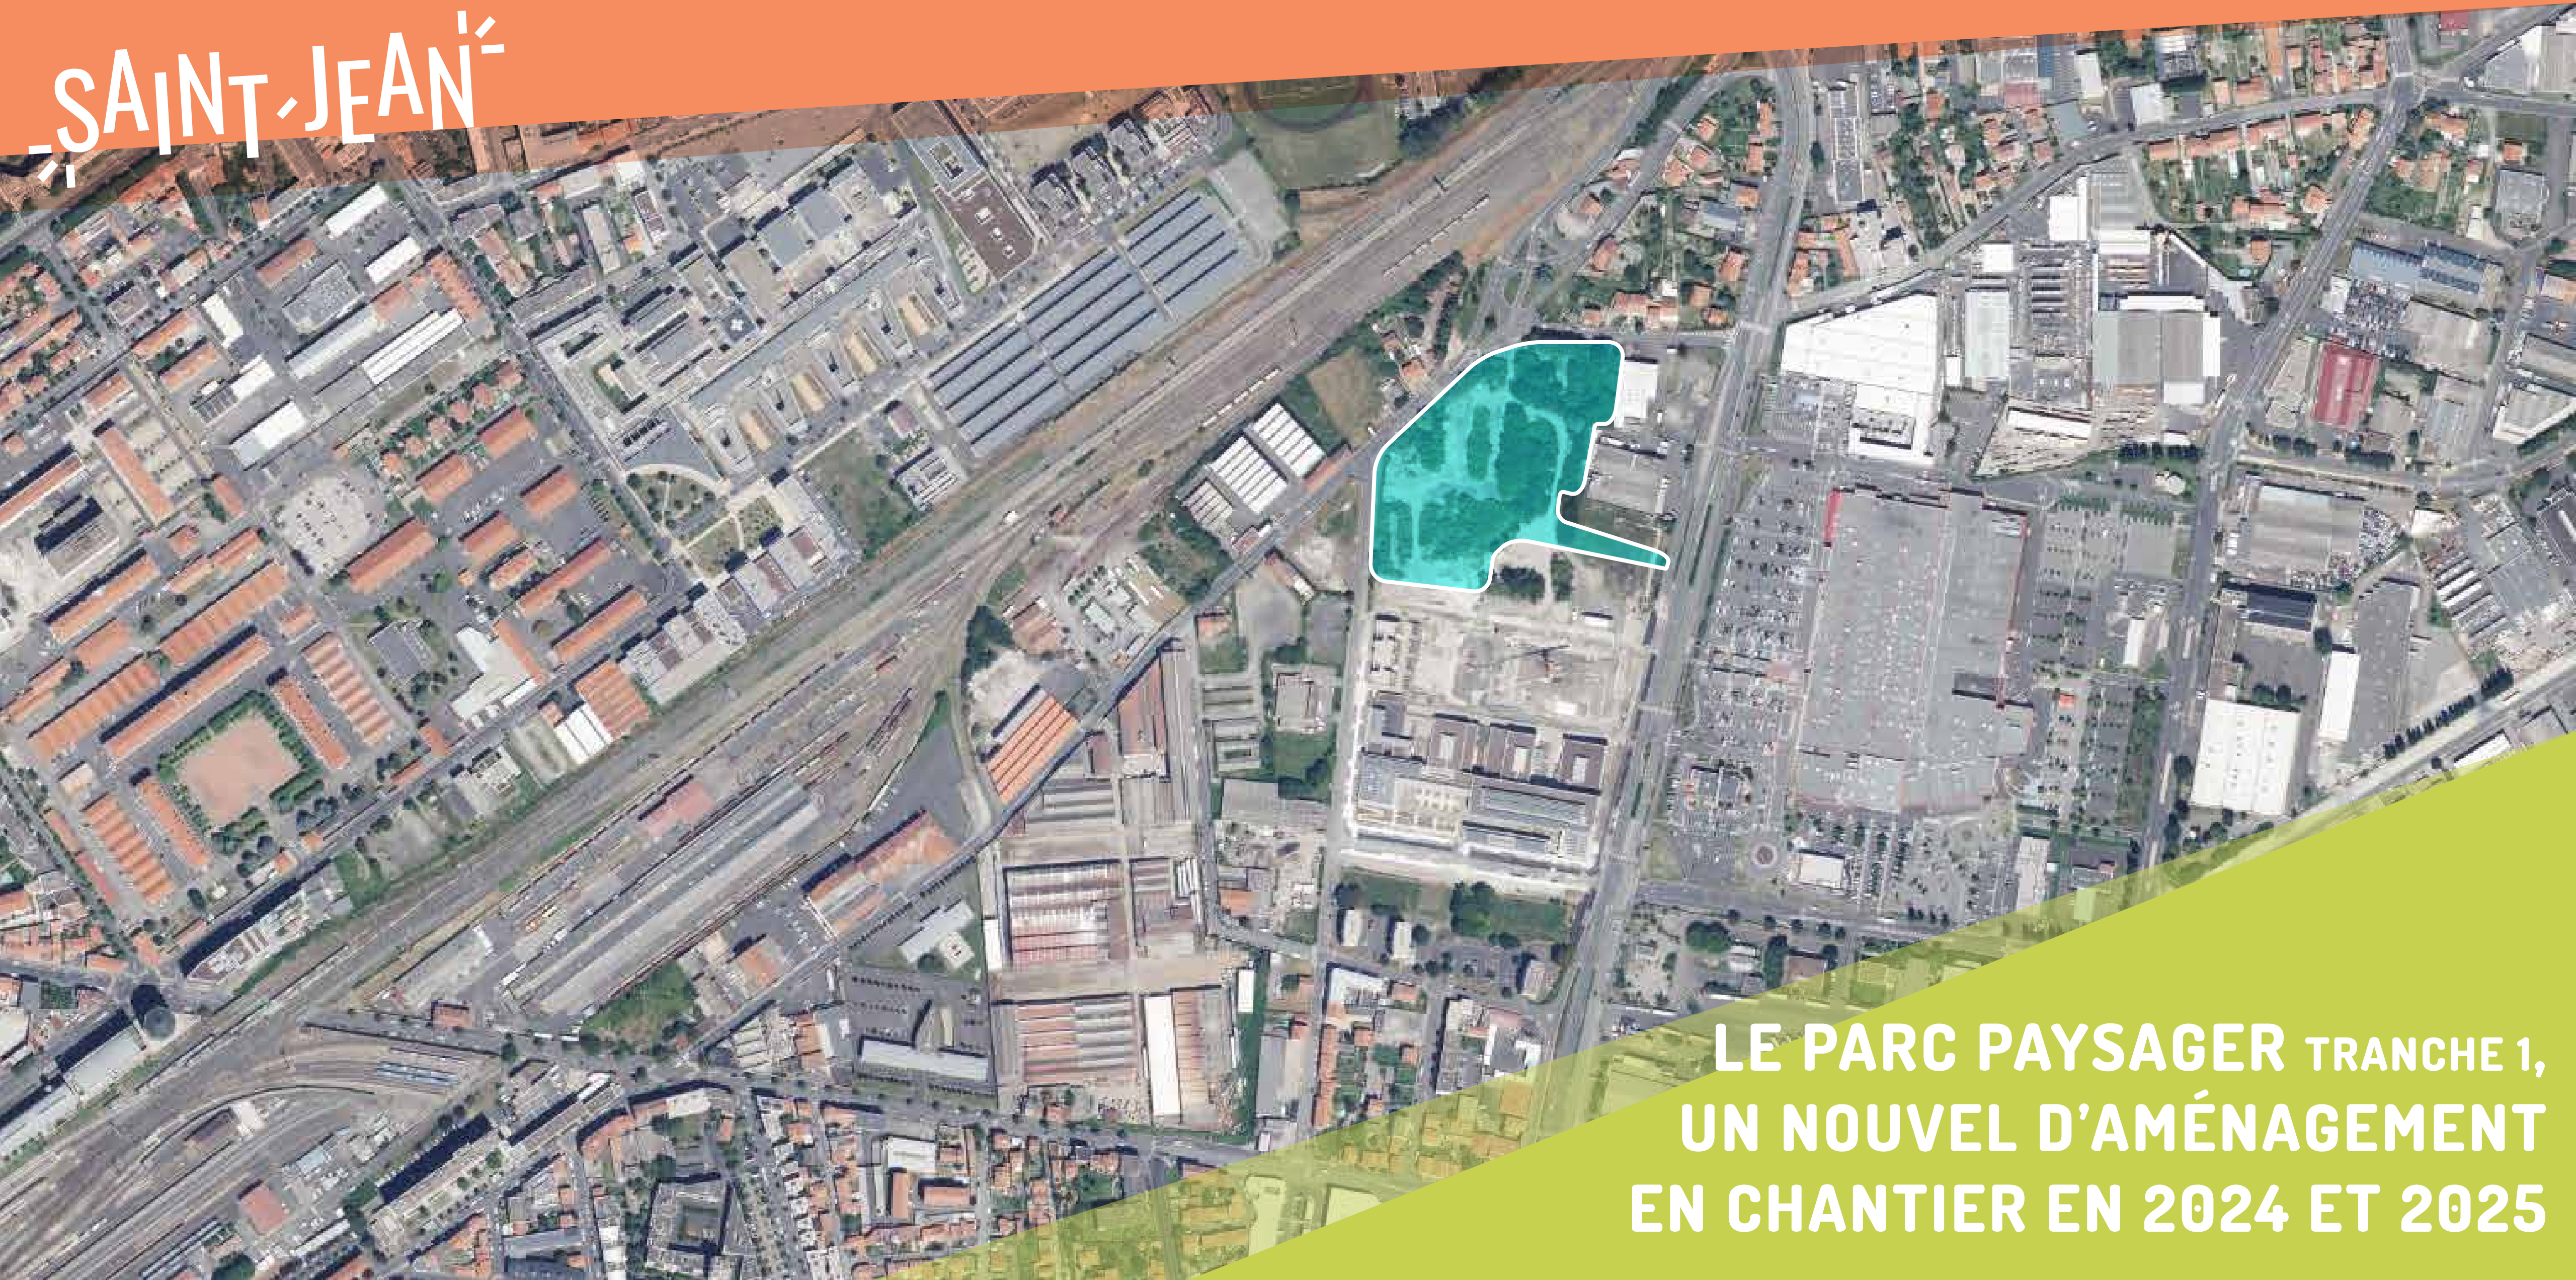 SAINT-JEAN
LE PARC PAYSAGER TRANCHE 1,
UN NOUVEL D'AMÉNAGEMENT
EN CHANTIER EN 2024 ET 2025